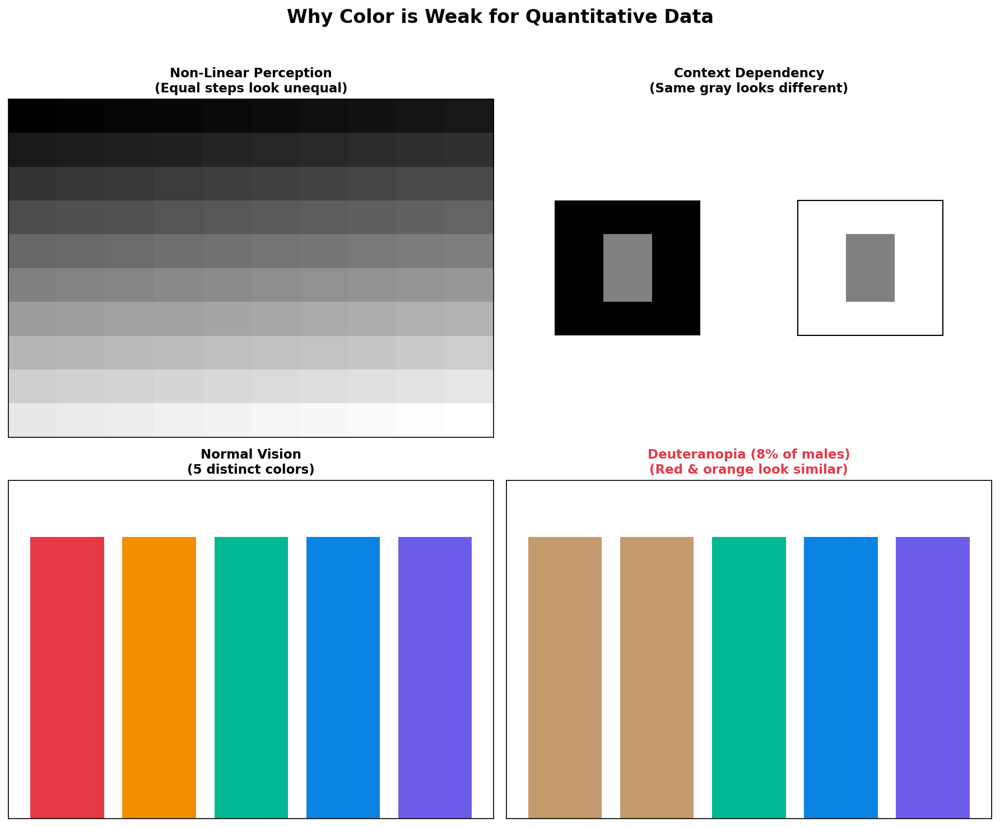 Why Color is Weak for Quantitative Data
Non-Linear Perception
(Equal steps look unequal)
Context Dependency
(Same gray looks different)
Normal Vision
(5 distinct colors)
Deuteranopia (8% of males)
(Red & orange look similar)